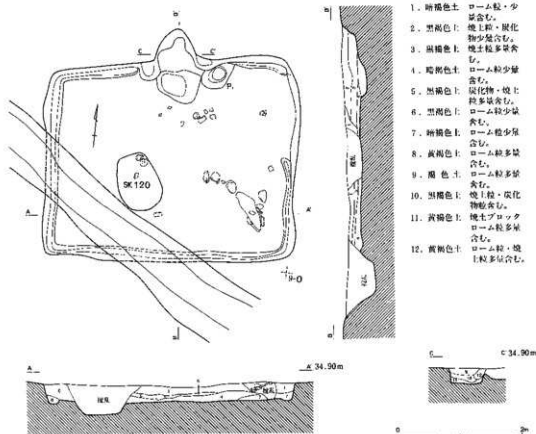 1. 暗褐色土 ローム粒・少
量含む。
2. 黒褐色土 焼土粒・炭化
物少量含む。
3. 黒褐色土 焼土粒多量含
む。
4. 暗褐色土 ローム粒少量
含む。
5. 黒褐色土 炭化物・焼土
粒多量含む。
6. 黒褐色土 ローム粒少量
含む。
7. 暗褐色土 ローム粒少量
含む。
8. 黄褐色土 ローム粒多量
含む。
9. 褐色土 ローム粒多量
含む。
10. 黒褐色土 焼土粒・炭化
物粒含む。
11. 黄褐色土 焼土ブロック
ローム粒多量
含む。
12. 黄褐色土 ローム粒・焼
土粒多量含む。
B'
C
C'
P1
SK120
A
A'
B
撹乱
撹乱
A
A' 34.90m
撹乱
撹乱
C
C' 34.90m
0
2m